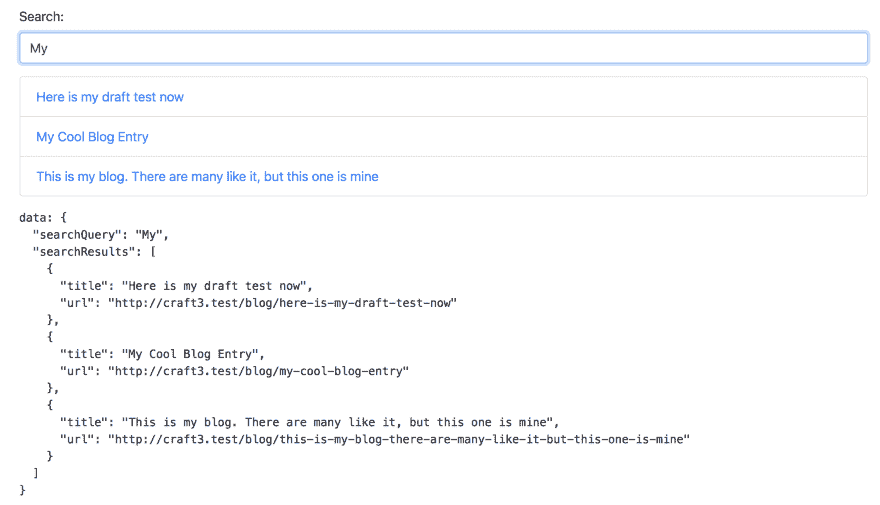 Search:
My
Here is my draft test now
My Cool Blog Entry
This is my blog. There are many like it, but this one is mine
data: {
  "searchQuery": "My",
  "searchResults": [
    {
      "title": "Here is my draft test now",
      "url": "http://craft3.test/blog/here-is-my-draft-test-now"
    },
    {
      "title": "My Cool Blog Entry",
      "url": "http://craft3.test/blog/my-cool-blog-entry"
    },
    {
      "title": "This is my blog. There are many like it, but this one is mine",
      "url": "http://craft3.test/blog/this-is-my-blog-there-are-many-like-it-but-this-one-is-mine"
    }
  ]
}